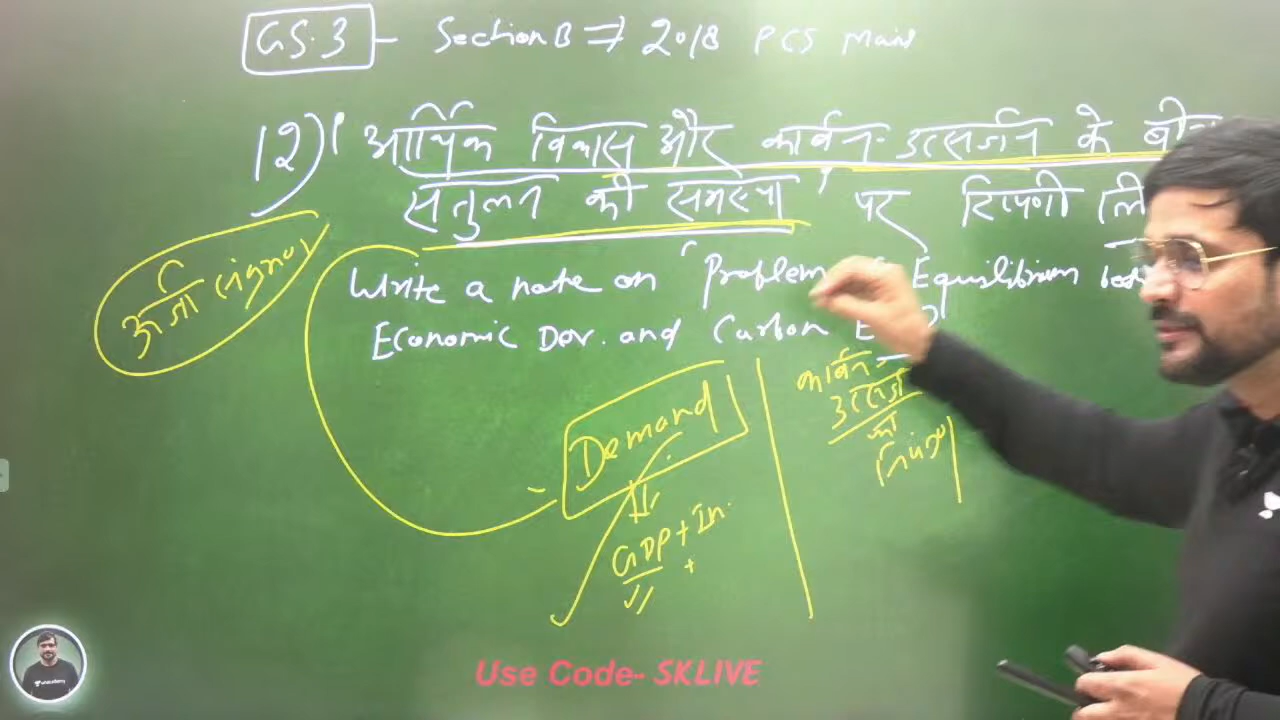 GS.3 - Section B ⇒ 2018 PCS Main
12) 'आर्थिक विकास और कार्बन-उत्सर्जन के बीच
संतुलन की समस्या' पर टिप्पणी लि
Write a note on 'Problem Equilibrium
Economic Dev. and Carbon
ऊर्जा
Demand
GDP + In.
+
कार्बन-
उत्सर्जन
का
Use Code- SKLIVE
unacademy